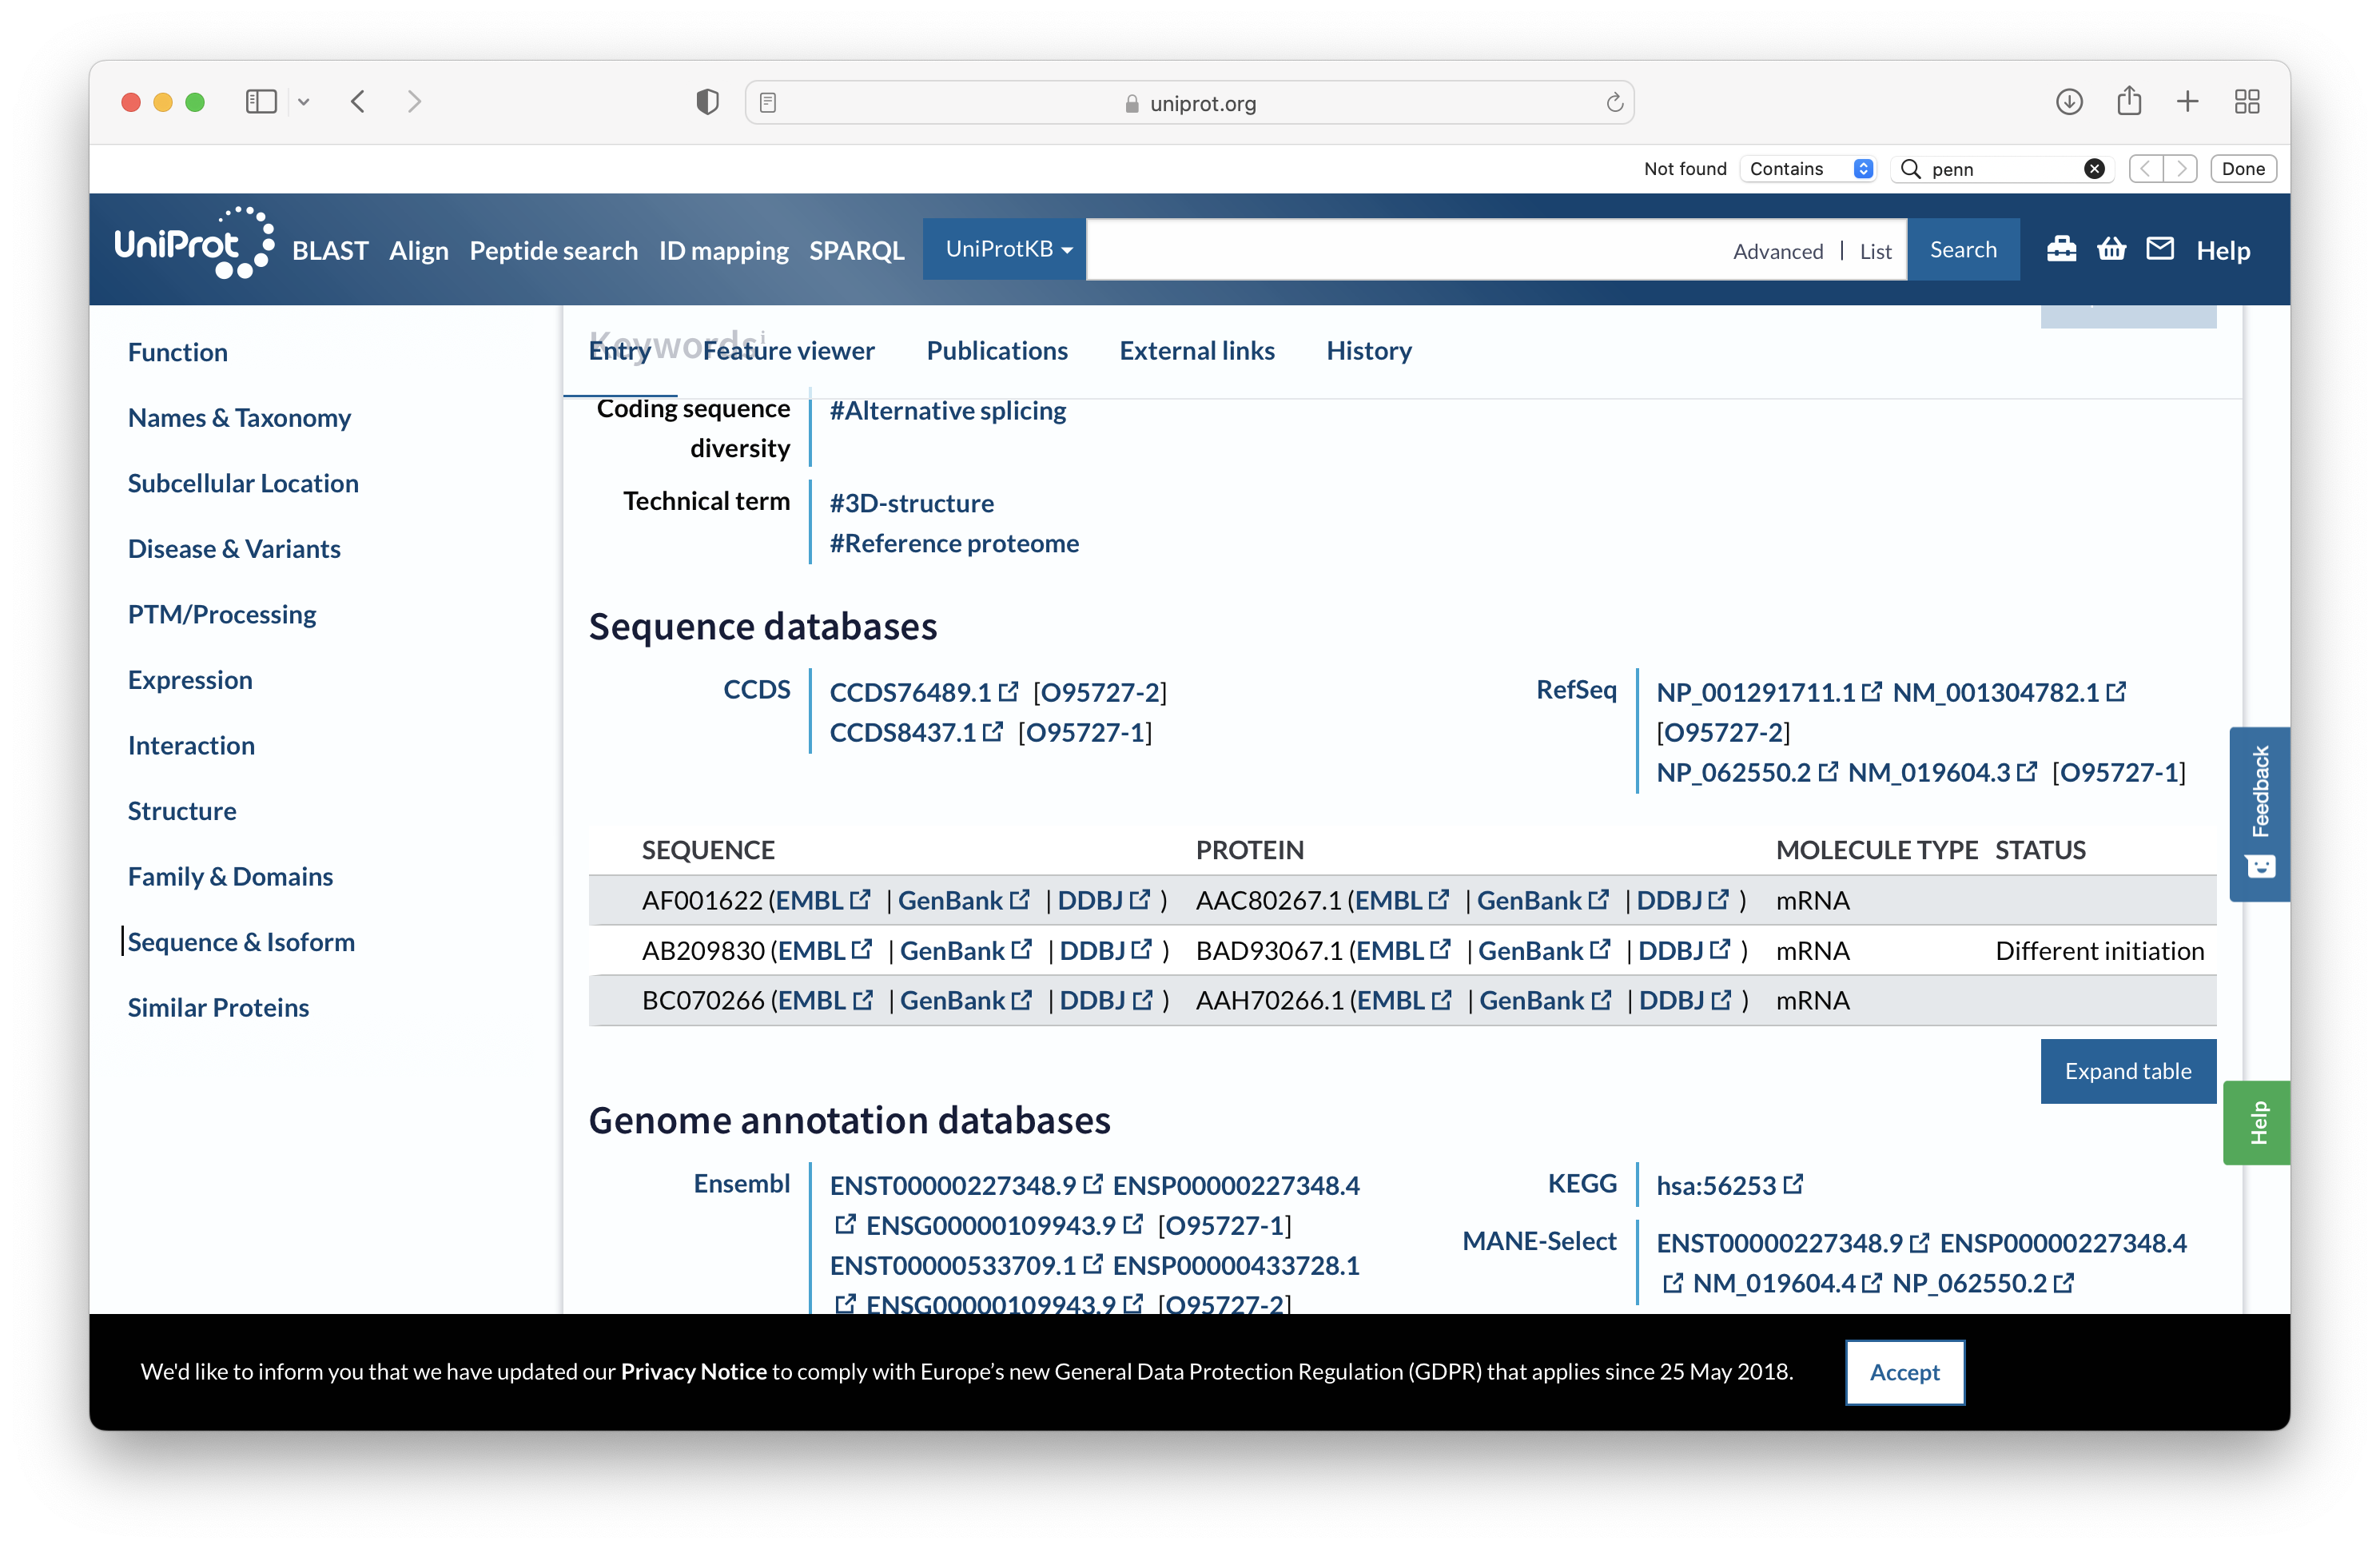 uniprot.org
Not found Contains penn Done
UniProt BLAST Align Peptide search ID mapping SPARQL UniProtKB Advanced | List Search Help
Function
Names & Taxonomy
Subcellular Location
Disease & Variants
PTM/Processing
Expression
Interaction
Structure
Family & Domains
Sequence & Isoform
Similar Proteins
Keywords i
Entry Feature viewer Publications External links History
Coding sequence diversity #Alternative splicing
Technical term #3D-structure
#Reference proteome
Sequence databases
CCDS CCDS76489.1 [O95727-2]
CCDS8437.1 [O95727-1]
RefSeq NP_001291711.1 NM_001304782.1
[O95727-2]
NP_062550.2 NM_019604.3 [O95727-1]
SEQUENCE PROTEIN MOLECULE TYPE STATUS
AF001622 (EMBL | GenBank | DDBJ ) AAC80267.1 (EMBL | GenBank | DDBJ ) mRNA
AB209830 (EMBL | GenBank | DDBJ ) BAD93067.1 (EMBL | GenBank | DDBJ ) mRNA Different initiation
BC070266 (EMBL | GenBank | DDBJ ) AAH70266.1 (EMBL | GenBank | DDBJ ) mRNA
Expand table
Genome annotation databases
Ensembl ENST00000227348.9 ENSP00000227348.4
ENSG00000109943.9 [O95727-1]
ENST00000533709.1 ENSP00000433728.1
ENSG00000109943.9 [O95727-2]
KEGG hsa:56253
MANE-Select ENST00000227348.9 ENSP00000227348.4
NM_019604.4 NP_062550.2
Feedback
Help
We'd like to inform you that we have updated our Privacy Notice to comply with Europe’s new General Data Protection Regulation (GDPR) that applies since 25 May 2018. Accept